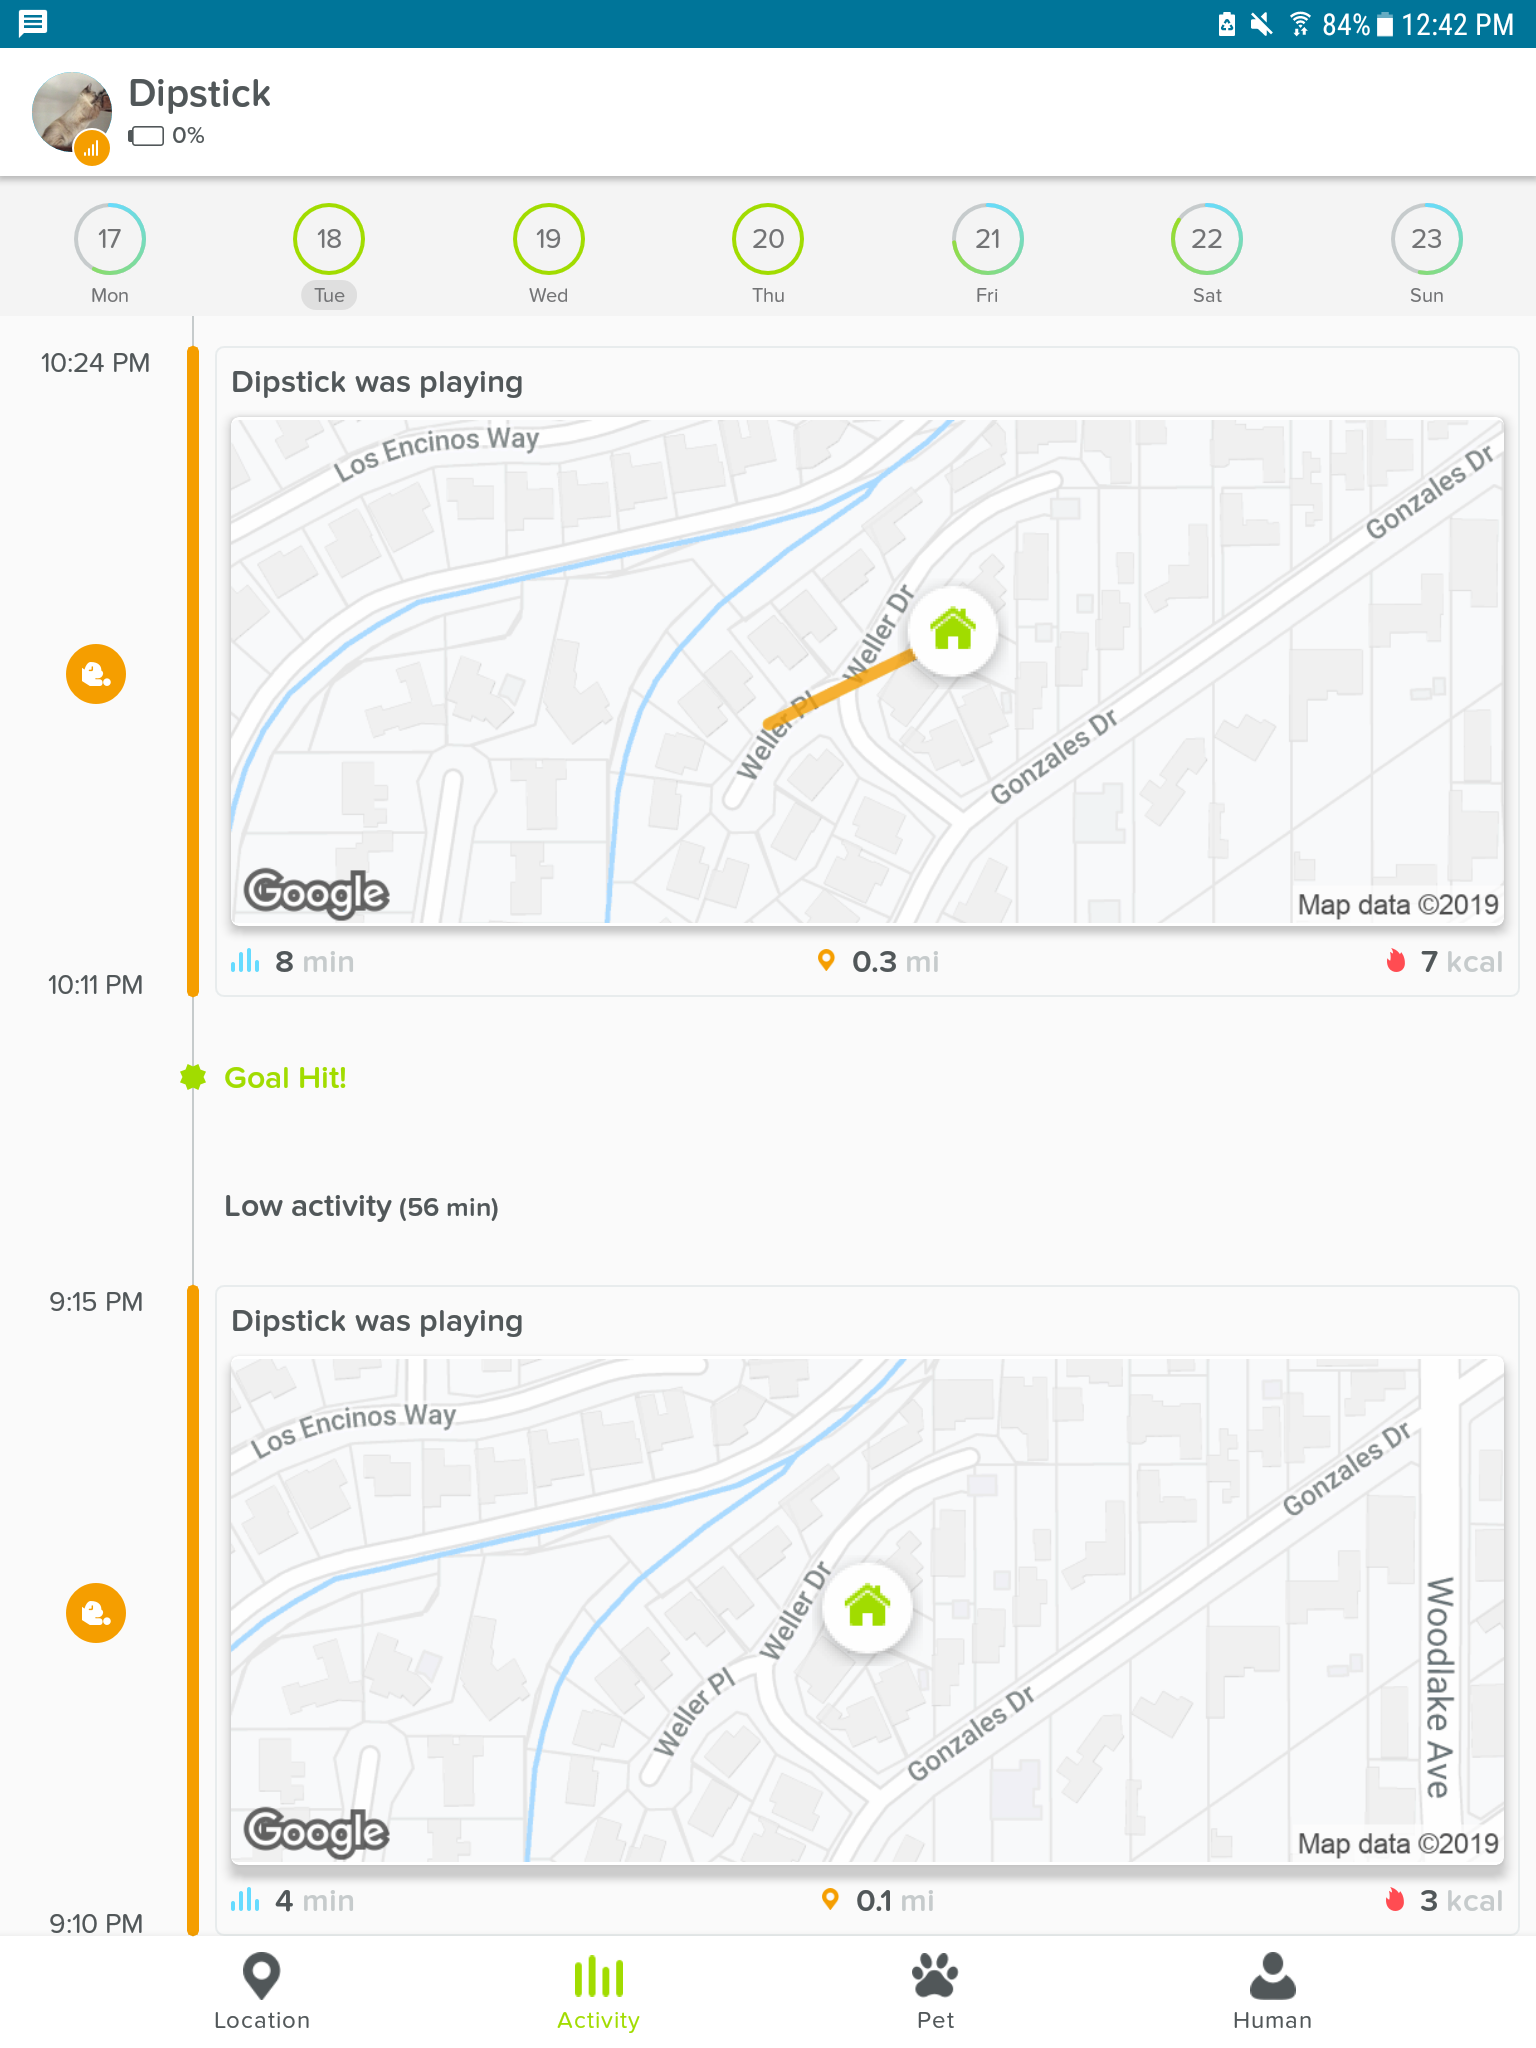 84% 12:42 PM
Dipstick
0%
17 18 19 20 21 22 23
Mon Tue Wed Thu Fri Sat Sun
10:24 PM
Dipstick was playing
Los Encinos Way
Gonzales Dr
Weller Dr
Weller Pl
Gonzales Dr
Google
Map data ©2019
8 min 0.3 mi 7 kcal
10:11 PM
Goal Hit!
Low activity (56 min)
9:15 PM
Dipstick was playing
Los Encinos Way
Gonzales Dr
Weller Dr
Woodlake Ave
Weller Pl
Gonzales Dr
Google
Map data ©2019
4 min 0.1 mi 3 kcal
9:10 PM
Location Activity Pet Human